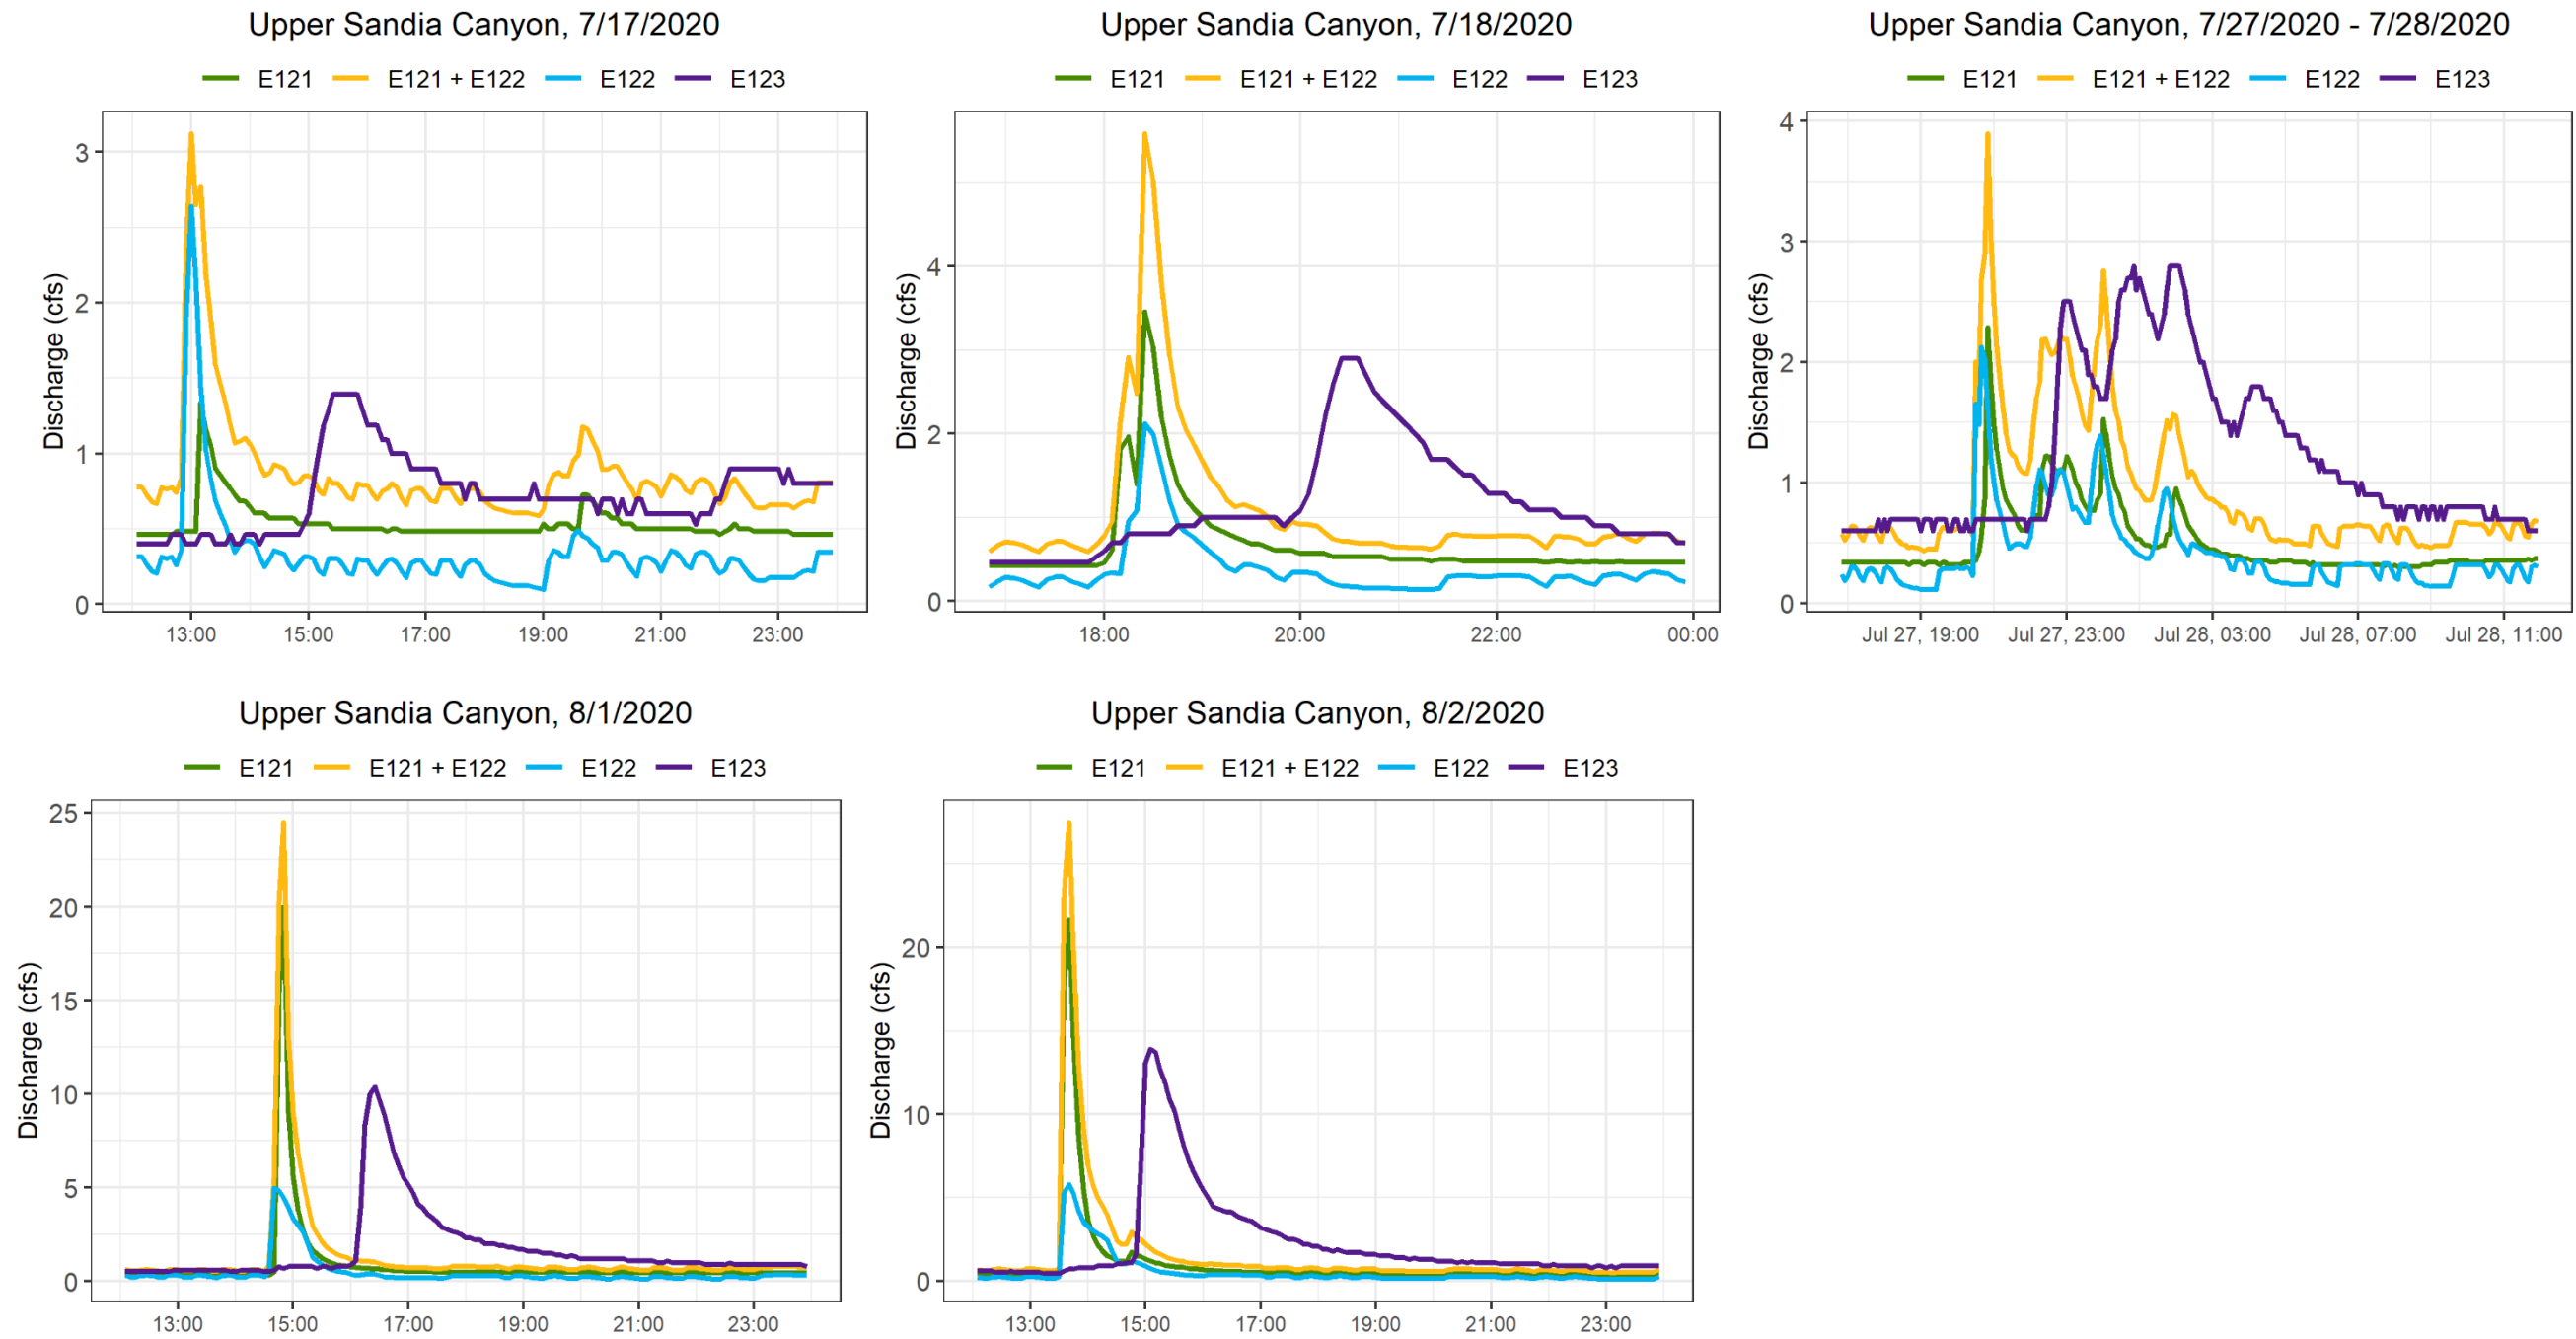 Upper Sandia Canyon, 7/17/2020
E121 E121 + E122 E122 E123
Discharge (cfs)
3
2
1
0
13:00 15:00 17:00 19:00 21:00 23:00
Upper Sandia Canyon, 7/18/2020
E121 E121 + E122 E122 E123
Discharge (cfs)
4
2
0
18:00 20:00 22:00 00:00
Upper Sandia Canyon, 7/27/2020 - 7/28/2020
E121 E121 + E122 E122 E123
Discharge (cfs)
4
3
2
1
0
Jul 27, 19:00 Jul 27, 23:00 Jul 28, 03:00 Jul 28, 07:00 Jul 28, 11:00
Upper Sandia Canyon, 8/1/2020
E121 E121 + E122 E122 E123
Discharge (cfs)
25
20
15
10
5
0
13:00 15:00 17:00 19:00 21:00 23:00
Upper Sandia Canyon, 8/2/2020
E121 E121 + E122 E122 E123
Discharge (cfs)
20
10
0
13:00 15:00 17:00 19:00 21:00 23:00